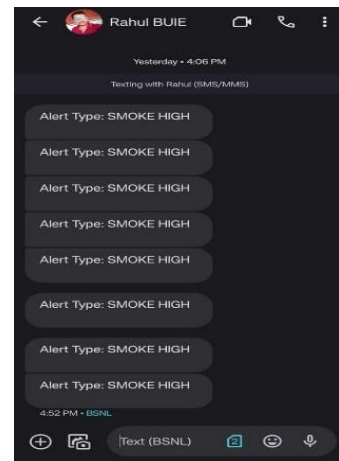 Rahul BUIE
Yesterday • 4:06 PM
Texting with Rahul (SMS/MMS)
Alert Type: SMOKE HIGH
Alert Type: SMOKE HIGH
Alert Type: SMOKE HIGH
Alert Type: SMOKE HIGH
Alert Type: SMOKE HIGH
Alert Type: SMOKE HIGH
Alert Type: SMOKE HIGH
Alert Type: SMOKE HIGH
4:52 PM • BSNL
Text (BSNL)
2